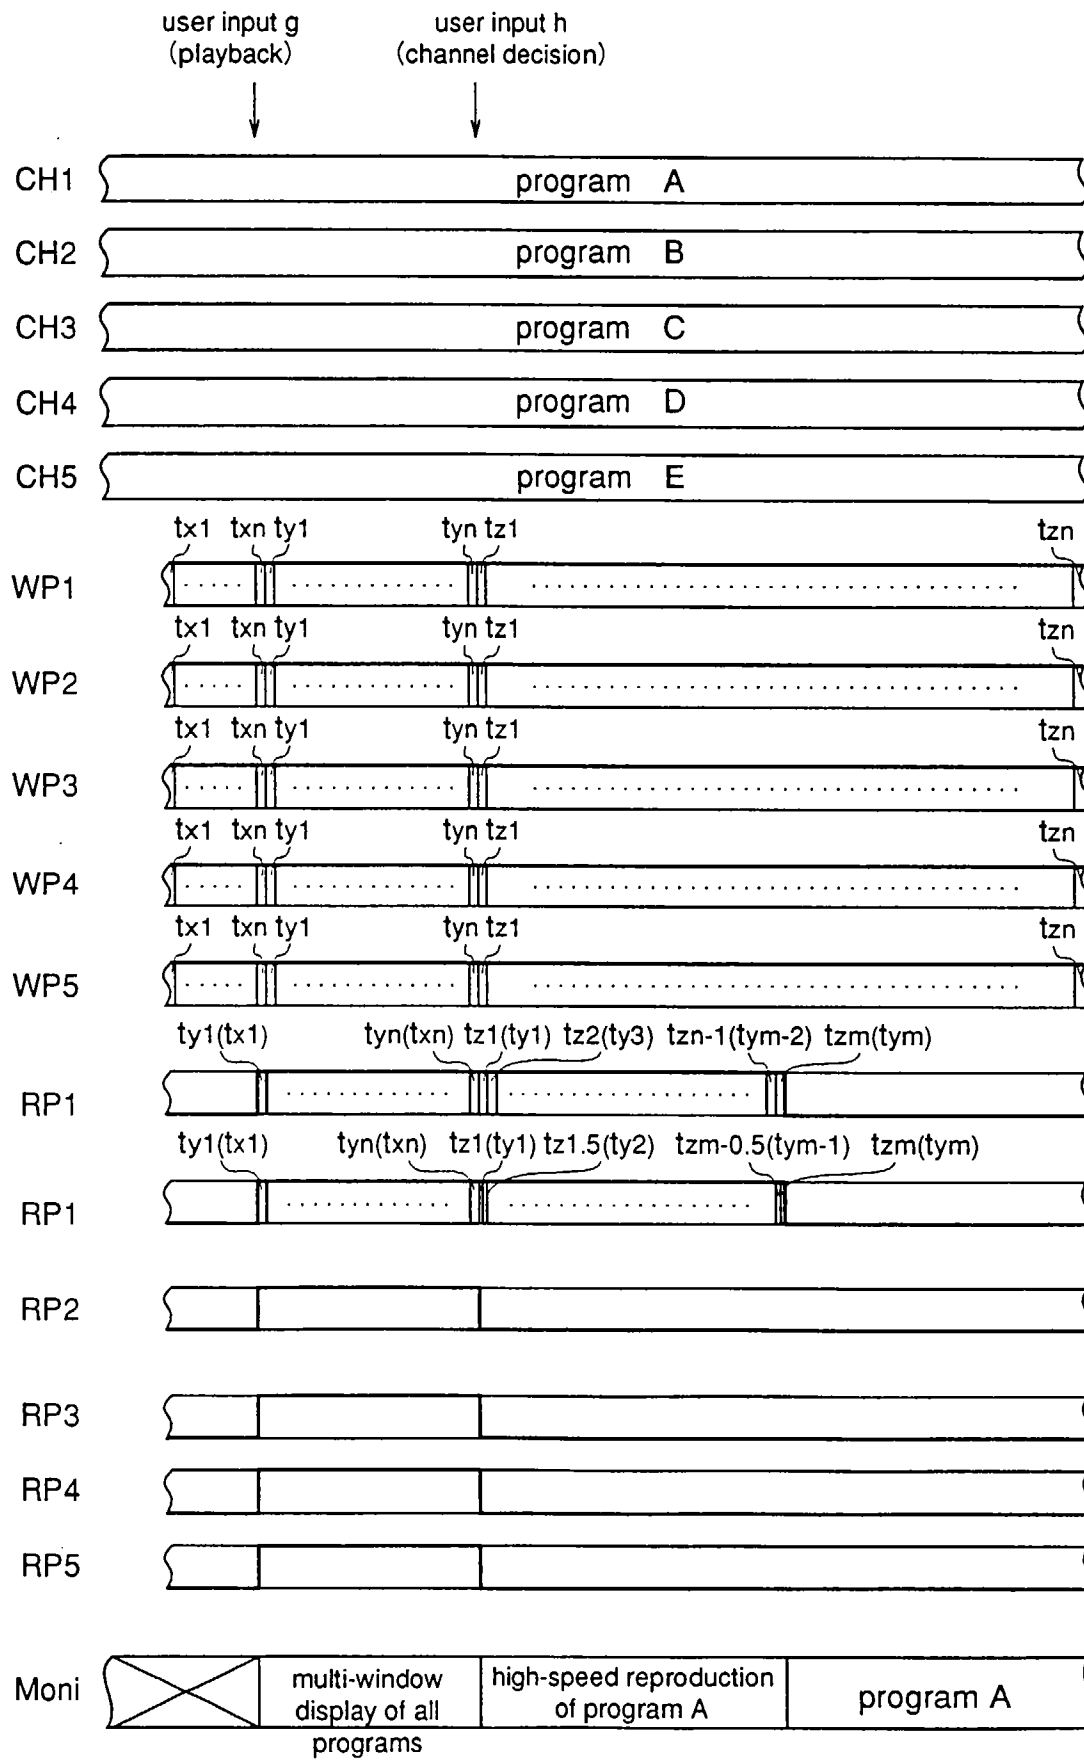 user input g user input h
(playback) (channel decision)
CH1 program A
CH2 program B
CH3 program C
CH4 program D
CH5 program E
tx1 txn ty1 tyn tz1 tzn
WP1
tx1 txn ty1 tyn tz1 tzn
WP2
tx1 txn ty1 tyn tz1 tzn
WP3
tx1 txn ty1 tyn tz1 tzn
WP4
tx1 txn ty1 tyn tz1 tzn
WP5
ty1(tx1) tyn(txn) tz1(ty1) tz2(ty3) tzn-1(tym-2) tzm(tym)
RP1
ty1(tx1) tyn(txn) tz1(ty1) tz1.5(ty2) tzm-0.5(tym-1) tzm(tym)
RP1
RP2
RP3
RP4
RP5
Moni
multi-window
display of all
programs
high-speed reproduction
of program A
program A